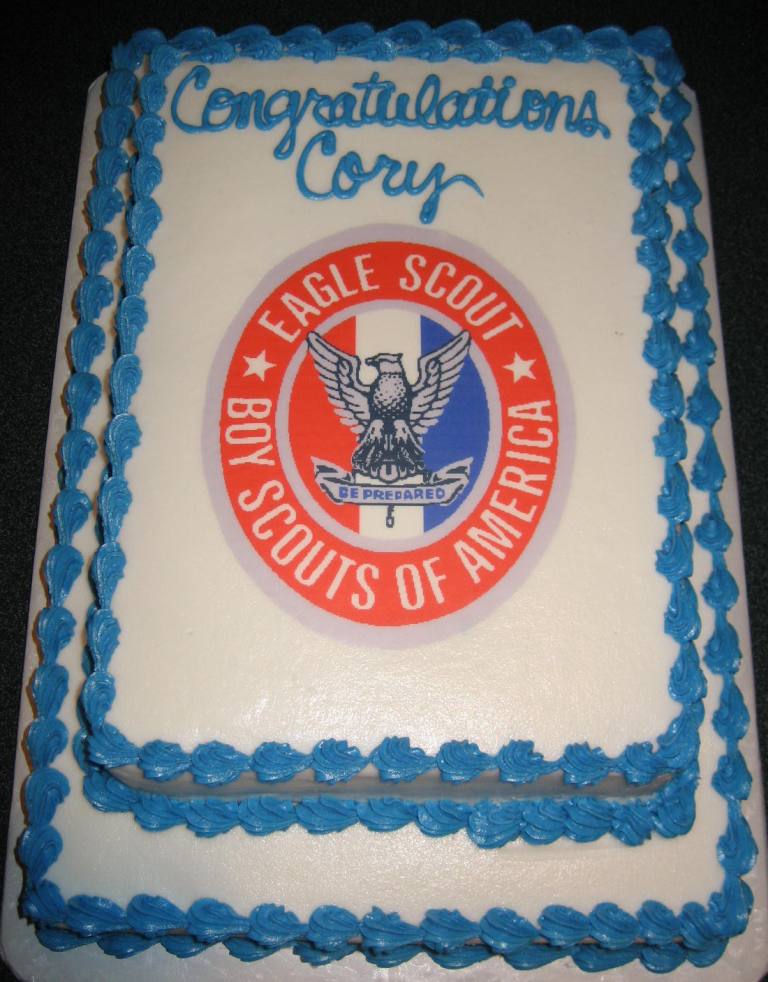 Congratulations
Cory
EAGLE SCOUT
BE PREPARED
BOY SCOUTS OF AMERICA